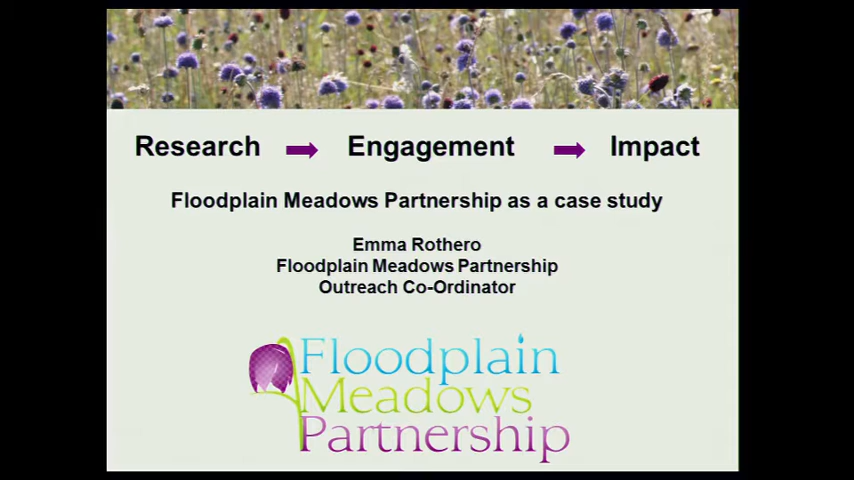 Research Engagement Impact
Floodplain Meadows Partnership as a case study
Emma Rothero
Floodplain Meadows Partnership
Outreach Co-Ordinator
Floodplain
Meadows
Partnership